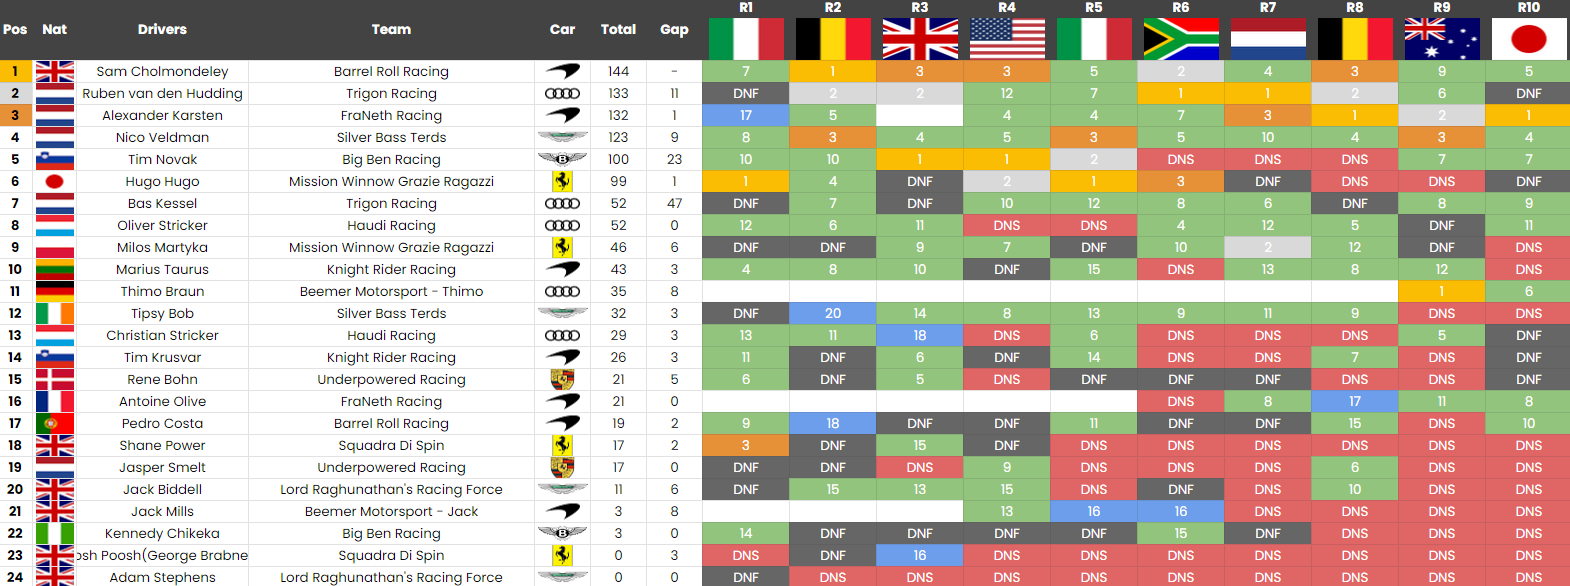 R1 R2 R3 R4 R5 R6 R7 R8 R9 R10
Pos Nat Drivers Team Car Total Gap
1 Sam Cholmondeley Barrel Roll Racing 144 - 7 1 3 3 5 2 4 3 9 5
2 Ruben van den Hudding Trigon Racing 133 11 DNF 2 2 12 7 1 1 2 6 DNF
3 Alexander Karsten FraNeth Racing 132 1 17 5 4 4 7 3 1 2 1
4 Nico Veldman Silver Bass Terds 123 9 8 3 4 5 3 5 10 4 3 4
5 Tim Novak Big Ben Racing 100 23 10 10 1 1 2 DNS DNS DNS 7 7
6 Hugo Hugo Mission Winnow Grazie Ragazzi 99 1 1 4 DNF 2 1 3 DNF DNS DNS DNF
7 Bas Kessel Trigon Racing 52 47 DNF 7 DNF 10 12 8 6 DNF 8 9
8 Oliver Stricker Haudi Racing 52 0 12 6 11 DNS DNS 4 12 5 DNF 11
9 Milos Martyka Mission Winnow Grazie Ragazzi 46 6 DNF DNF 9 7 DNF 10 2 12 DNF DNS
10 Marius Taurus Knight Rider Racing 43 3 4 8 10 DNF 15 DNS 13 8 12 DNS
11 Thimo Braun Beemer Motorsport - Thimo 35 8 1 6
12 Tipsy Bob Silver Bass Terds 32 3 DNF 20 14 8 13 9 11 9 DNS DNS
13 Christian Stricker Haudi Racing 29 3 13 11 18 DNS 6 DNS DNS DNS 5 DNF
14 Tim Krusvar Knight Rider Racing 26 3 11 DNF 6 DNF 14 DNS DNS 7 DNS DNF
15 Rene Bohn Underpowered Racing 21 5 6 DNF 5 DNS DNF DNF DNF DNS DNS DNF
16 Antoine Olive FraNeth Racing 21 0 DNS 8 17 11 8
17 Pedro Costa Barrel Roll Racing 19 2 9 18 DNF DNF 11 DNF DNF 15 DNS 10
18 Shane Power Squadra Di Spin 17 2 3 DNF 15 DNF DNS DNS DNS DNS DNS DNS
19 Jasper Smelt Underpowered Racing 17 0 DNF DNF DNS 9 DNS DNS DNS 6 DNS DNS
20 Jack Biddell Lord Raghunathan's Racing Force 11 6 DNF 15 13 15 DNS DNF DNS 10 DNS DNS
21 Jack Mills Beemer Motorsport - Jack 3 8 13 16 16 DNS DNS DNS DNS
22 Kennedy Chikeka Big Ben Racing 3 0 14 DNF DNF DNF DNF 15 DNF DNS DNS DNS
23 osh Poosh(George Brabne Squadra Di Spin 0 3 DNS DNF 16 DNS DNS DNS DNS DNS DNS DNS
24 Adam Stephens Lord Raghunathan's Racing Force 0 0 DNF DNS DNS DNS DNS DNS DNS DNS DNS DNS